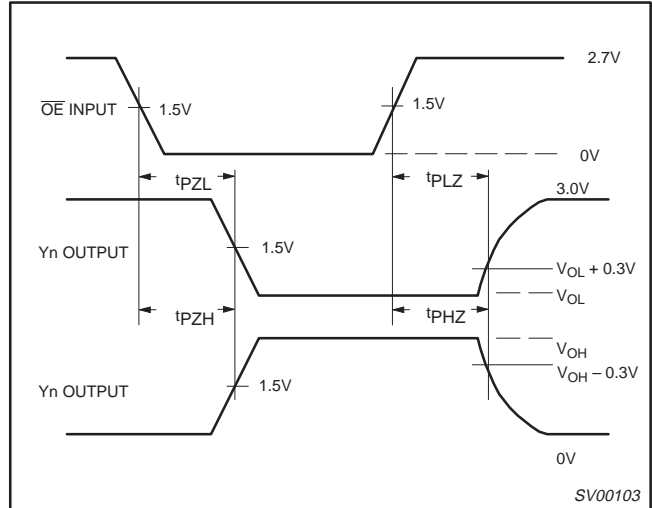 2.7V
OE INPUT
1.5V
1.5V
0V
tPZL
tPLZ
3.0V
Yn OUTPUT
1.5V
VOL + 0.3V
VOL
tPZH
tPHZ
VOH
VOH – 0.3V
Yn OUTPUT
1.5V
0V
SV00103